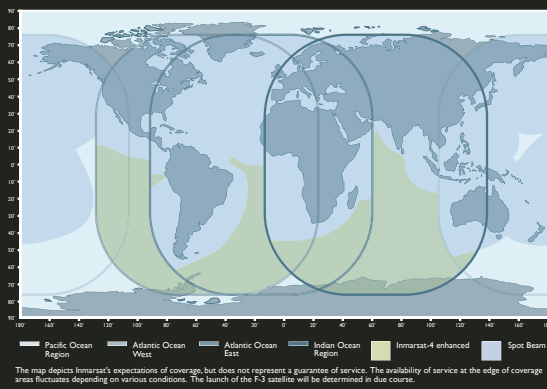 90˚
80˚
70˚
60˚
50˚
40˚
30˚
20˚
10˚
0˚
10˚
20˚
30˚
40˚
50˚
60˚
70˚
80˚
90˚
180˚ 160˚ 140˚ 120˚ 100˚ 80˚ 60˚ 40˚ 20˚ 0˚ 20˚ 40˚ 60˚ 80˚ 100˚ 120˚ 140˚ 160˚
Pacific Ocean
Region
Atlantic Ocean
West
Atlantic Ocean
East
Indian Ocean
Region
Inmarsat-4 enhanced
Spot Beam
The map depicts Inmarsat's expectations of coverage, but does not represent a guarantee of service. The availability of service at the edge of coverage
areas fluctuates depending on various conditions. The launch of the F-3 satellite will be determined in due course.